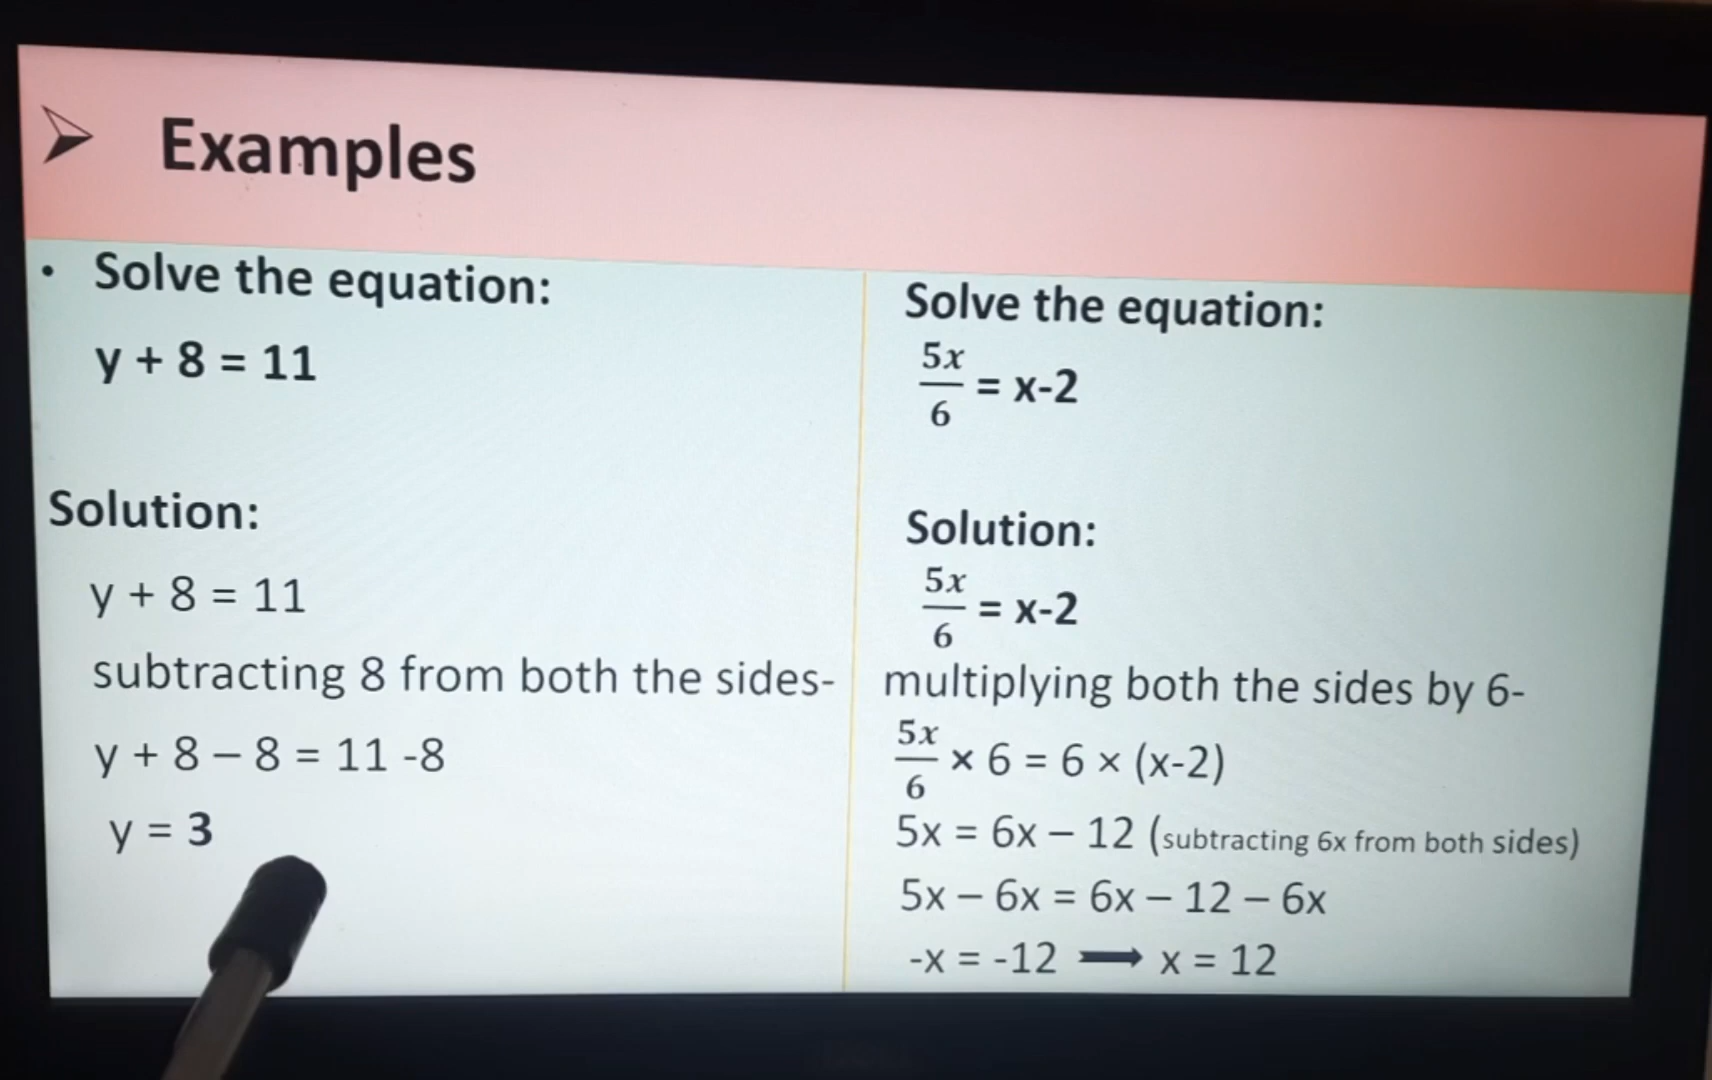 Examples
• Solve the equation:
y + 8 = 11
Solution:
y + 8 = 11
subtracting 8 from both the sides-
y + 8 – 8 = 11 -8
y = 3
Solve the equation:
5x/6 = x-2
Solution:
5x/6 = x-2
multiplying both the sides by 6-
5x/6 × 6 = 6 × (x-2)
5x = 6x – 12 (subtracting 6x from both sides)
5x – 6x = 6x – 12 – 6x
-x = -12 ➡ x = 12